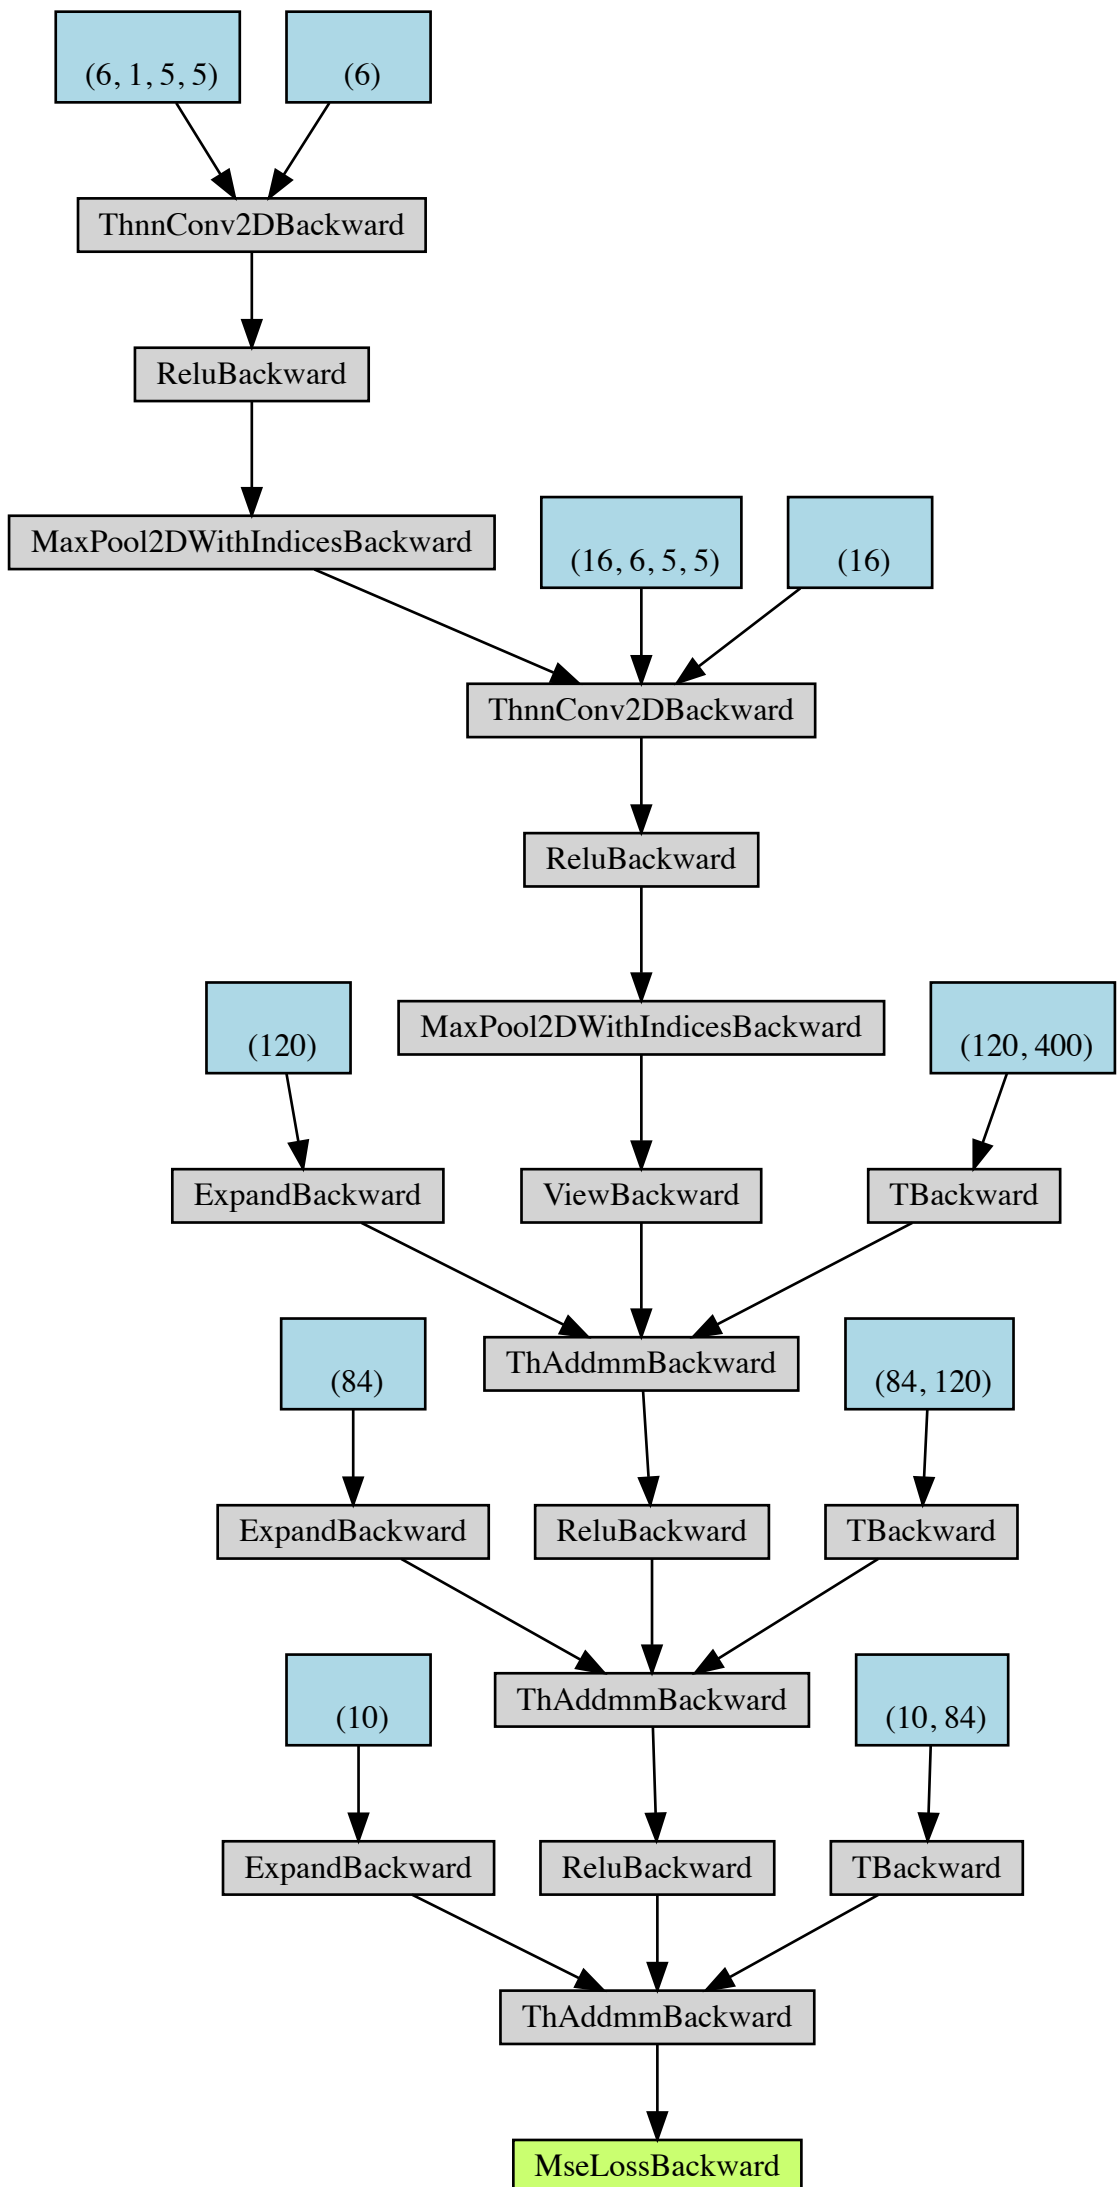 (6, 1, 5, 5)
(6)
ThnnConv2DBackward
ReluBackward
MaxPool2DWithIndicesBackward
(16, 6, 5, 5)
(16)
ThnnConv2DBackward
ReluBackward
(120)
MaxPool2DWithIndicesBackward
(120, 400)
ExpandBackward
ViewBackward
TBackward
(84)
ThAddmmBackward
(84, 120)
ExpandBackward
ReluBackward
TBackward
(10)
ThAddmmBackward
(10, 84)
ExpandBackward
ReluBackward
TBackward
ThAddmmBackward
MseLossBackward